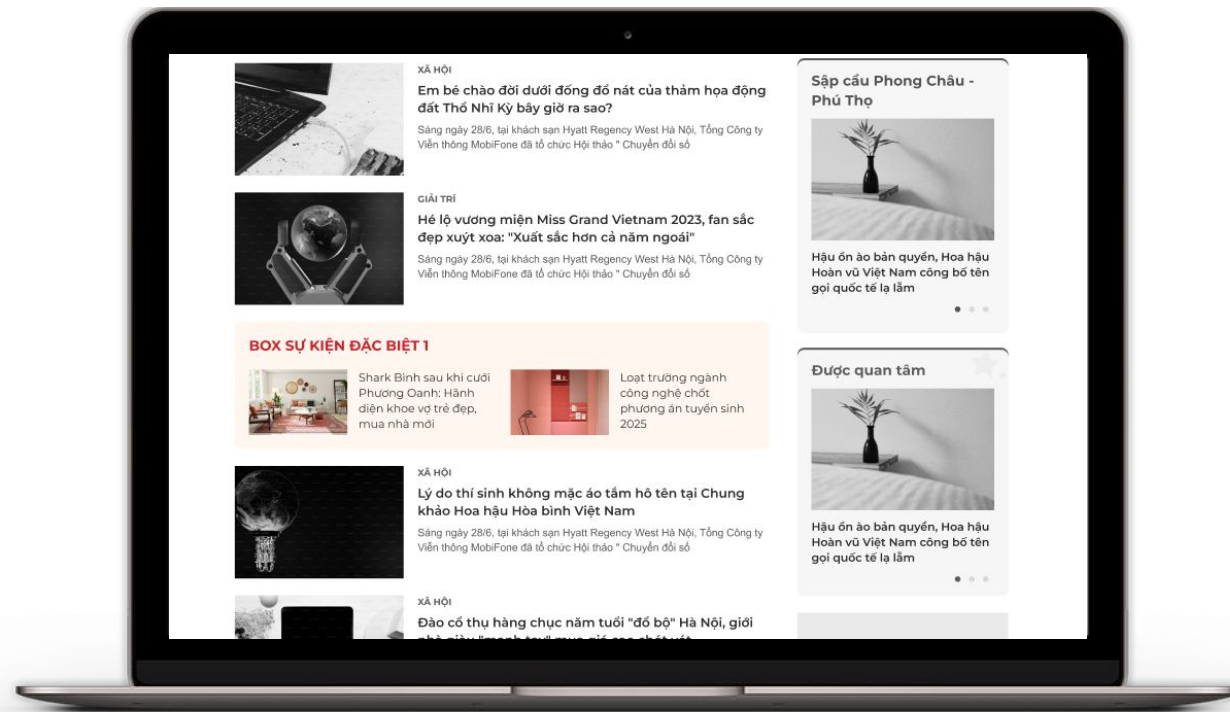 XÃ HỘI
Em bé chào đời dưới đống đổ nát của thảm họa động
đất Thổ Nhĩ Kỳ bây giờ ra sao?
Sáng ngày 28/6, tại khách sạn Hyatt Regency West Hà Nội, Tổng Công ty
Viễn thông MobiFone đã tổ chức Hội thảo " Chuyển đổi số
GIẢI TRÍ
Hé lộ vương miện Miss Grand Vietnam 2023, fan sắc
đẹp xuýt xoa: "Xuất sắc hơn cả năm ngoái"
Sáng ngày 28/6, tại khách sạn Hyatt Regency West Hà Nội, Tổng Công ty
Viễn thông MobiFone đã tổ chức Hội thảo " Chuyển đổi số
BOX SỰ KIỆN ĐẶC BIỆT 1
Shark Bình sau khi cưới
Phương Oanh: Hãnh
diện khoe vợ trẻ đẹp,
mua nhà mới
Loạt trường ngành
công nghệ chốt
phương án tuyển sinh
2025
XÃ HỘI
Lý do thí sinh không mặc áo tắm hô tên tại Chung
khảo Hoa hậu Hòa bình Việt Nam
Sáng ngày 28/6, tại khách sạn Hyatt Regency West Hà Nội, Tổng Công ty
Viễn thông MobiFone đã tổ chức Hội thảo " Chuyển đổi số
XÃ HỘI
Đào cổ thụ hàng chục năm tuổi "đổ bộ" Hà Nội, giới
Sập cầu Phong Châu -
Phú Thọ
Hậu ồn ào bản quyền, Hoa hậu
Hoàn vũ Việt Nam công bố tên
gọi quốc tế lạ lẫm
Được quan tâm
Hậu ồn ào bản quyền, Hoa hậu
Hoàn vũ Việt Nam công bố tên
gọi quốc tế lạ lẫm